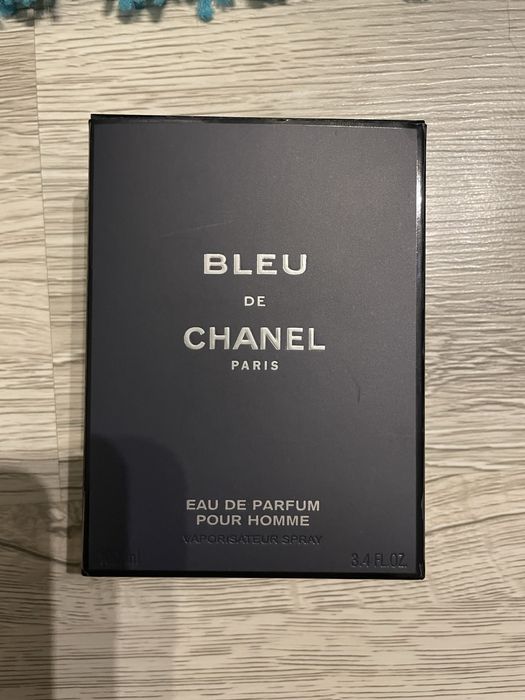 BLEU
DE
CHANEL
PARIS
EAU DE PARFUM
POUR HOMME
VAPORISATEUR SPRAY
3.4 FL.OZ.